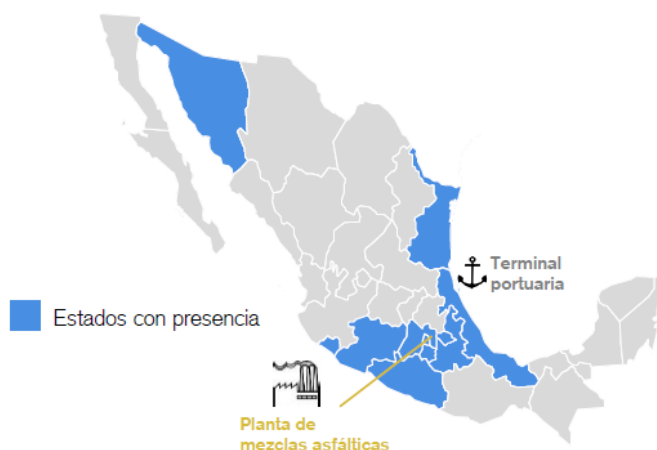 Terminal
portuaria
Estados con presencia
Planta de
mezclas asfálticas